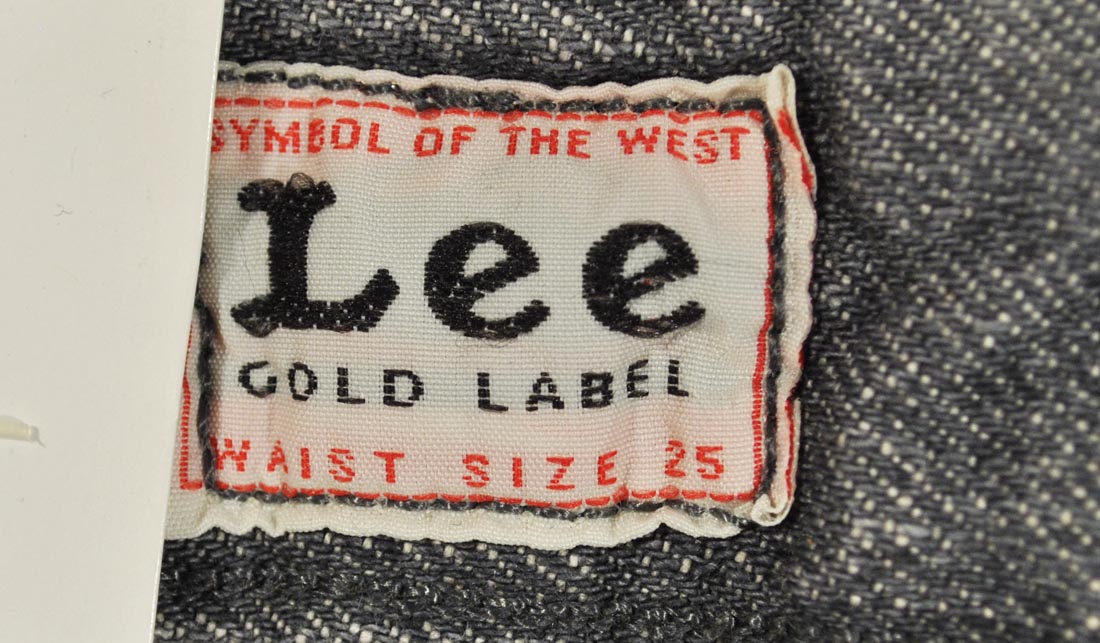 SYMBOL OF THE WEST
Lee
GOLD LABEL
WAIST SIZE 25